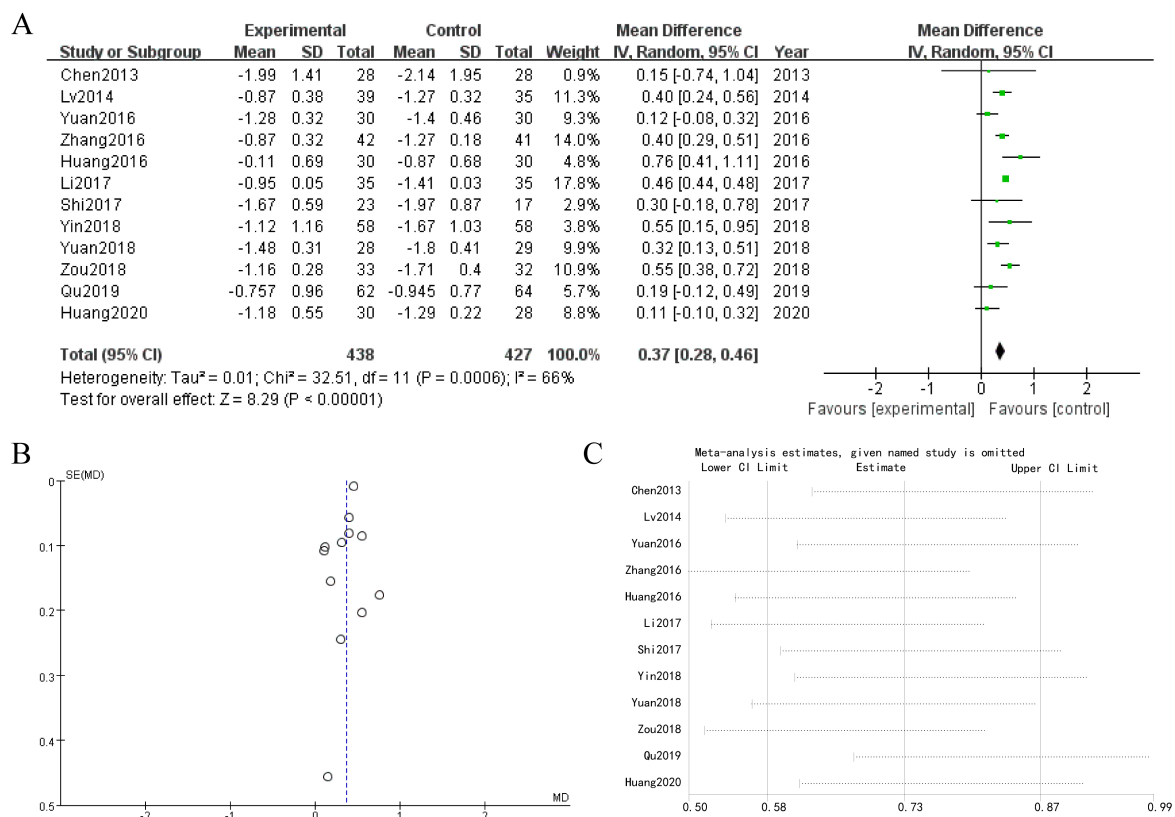 A
Experimental Control Mean Difference Mean Difference
Study or Subgroup Mean SD Total Mean SD Total Weight IV, Random, 95% CI Year IV, Random, 95% CI
Chen2013 -1.99 1.41 28 -2.14 1.95 28 0.9% 0.15 [-0.74, 1.04] 2013
Lv2014 -0.87 0.38 39 -1.27 0.32 35 11.3% 0.40 [0.24, 0.56] 2014
Yuan2016 -1.28 0.32 30 -1.4 0.46 30 9.3% 0.12 [-0.08, 0.32] 2016
Zhang2016 -0.87 0.32 42 -1.27 0.18 41 14.0% 0.40 [0.29, 0.51] 2016
Huang2016 -0.11 0.69 30 -0.87 0.68 30 4.8% 0.76 [0.41, 1.11] 2016
Li2017 -0.95 0.05 35 -1.41 0.03 35 17.8% 0.46 [0.44, 0.48] 2017
Shi2017 -1.67 0.59 23 -1.97 0.87 17 2.9% 0.30 [-0.18, 0.78] 2017
Yin2018 -1.12 1.16 58 -1.67 1.03 58 3.8% 0.55 [0.15, 0.95] 2018
Yuan2018 -1.48 0.31 28 -1.8 0.41 29 9.9% 0.32 [0.13, 0.51] 2018
Zou2018 -1.16 0.28 33 -1.71 0.4 32 10.9% 0.55 [0.38, 0.72] 2018
Qu2019 -0.757 0.96 62 -0.945 0.77 64 5.7% 0.19 [-0.12, 0.49] 2019
Huang2020 -1.18 0.55 30 -1.29 0.22 28 8.8% 0.11 [-0.10, 0.32] 2020
Total (95% CI) 438 427 100.0% 0.37 [0.28, 0.46]
Heterogeneity: Tau² = 0.01; Chi² = 32.51, df = 11 (P = 0.0006); I² = 66%
Test for overall effect: Z = 8.29 (P < 0.00001)
-2 -1 0 1 2
Favours [experimental] Favours [control]
B
SE(MD)
0
0.1
0.2
0.3
0.4
0.5
MD
-2 -1 0 1 2
C
Meta-analysis estimates, given named study is omitted
Lower CI Limit Estimate Upper CI Limit
Chen2013
Lv2014
Yuan2016
Zhang2016
Huang2016
Li2017
Shi2017
Yin2018
Yuan2018
Zou2018
Qu2019
Huang2020
0.50 0.58 0.73 0.87 0.99